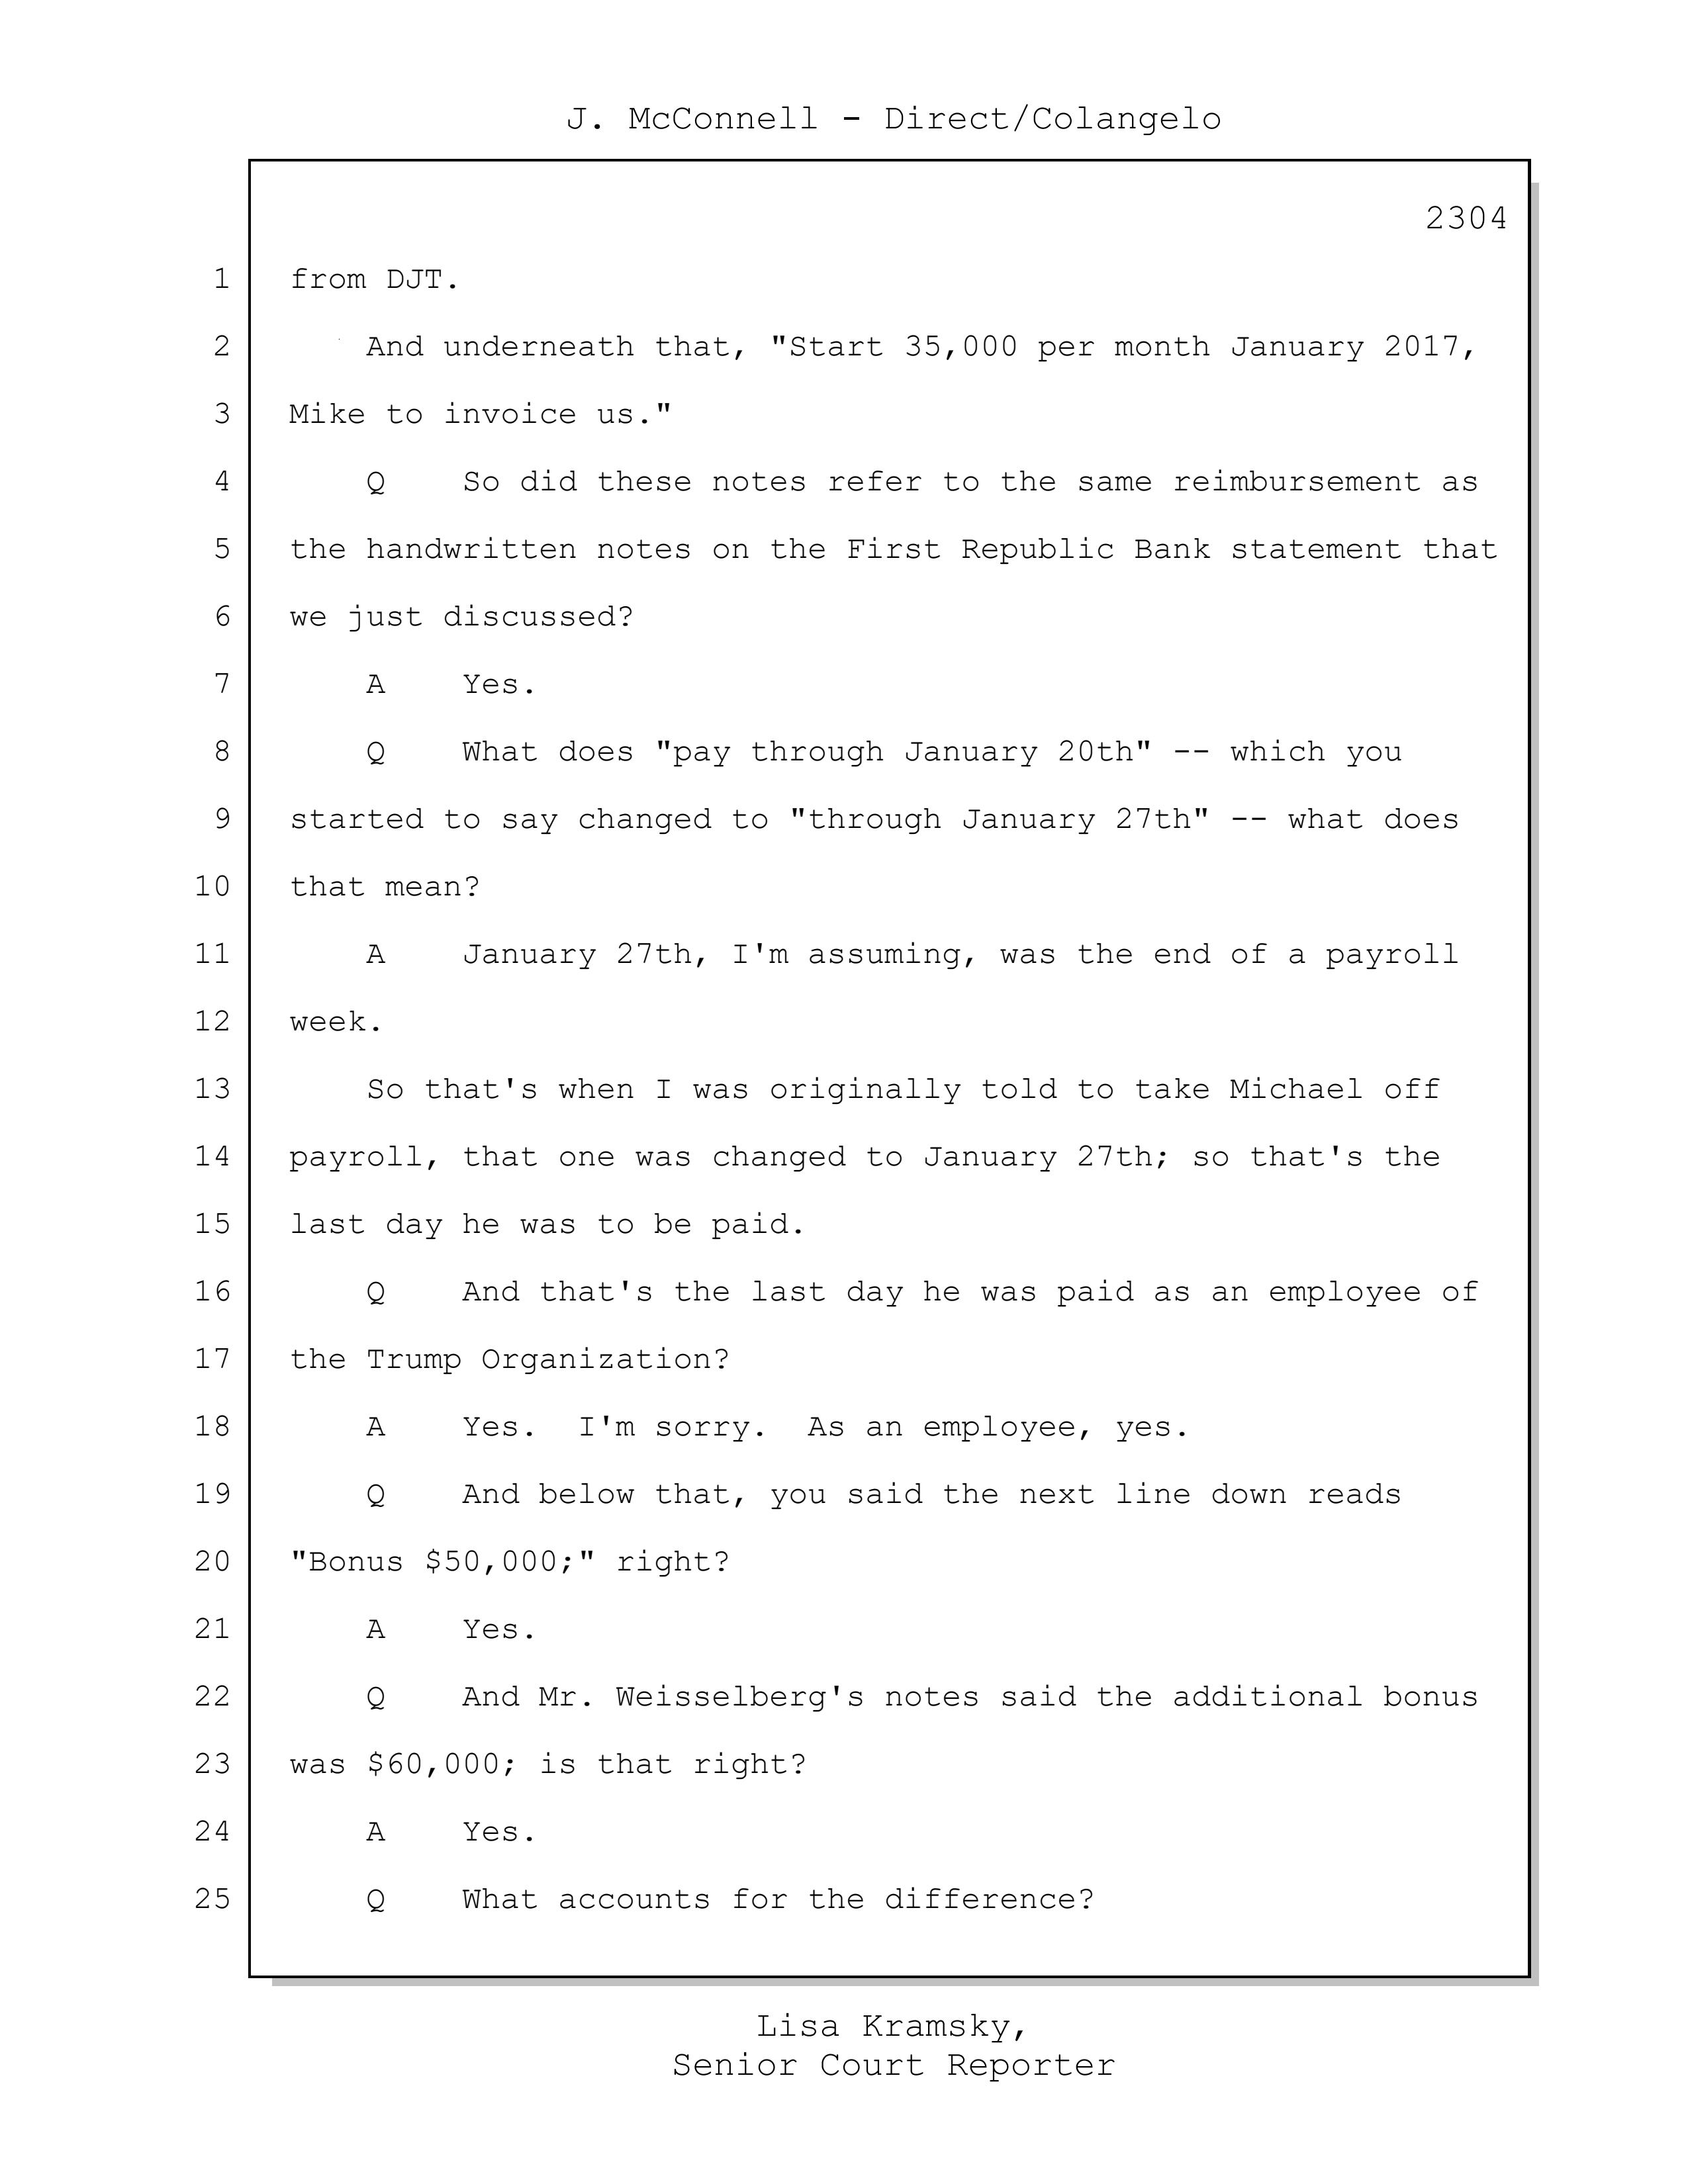 J. McConnell - Direct/Colangelo
2304
1 from DJT.
2 And underneath that, "Start 35,000 per month January 2017,
3 Mike to invoice us."
4 Q So did these notes refer to the same reimbursement as
5 the handwritten notes on the First Republic Bank statement that
6 we just discussed?
7 A Yes.
8 Q What does "pay through January 20th" -- which you
9 started to say changed to "through January 27th" -- what does
10 that mean?
11 A January 27th, I'm assuming, was the end of a payroll
12 week.
13 So that's when I was originally told to take Michael off
14 payroll, that one was changed to January 27th; so that's the
15 last day he was to be paid.
16 Q And that's the last day he was paid as an employee of
17 the Trump Organization?
18 A Yes. I'm sorry. As an employee, yes.
19 Q And below that, you said the next line down reads
20 "Bonus $50,000;" right?
21 A Yes.
22 Q And Mr. Weisselberg's notes said the additional bonus
23 was $60,000; is that right?
24 A Yes.
25 Q What accounts for the difference?
Lisa Kramsky,
Senior Court Reporter